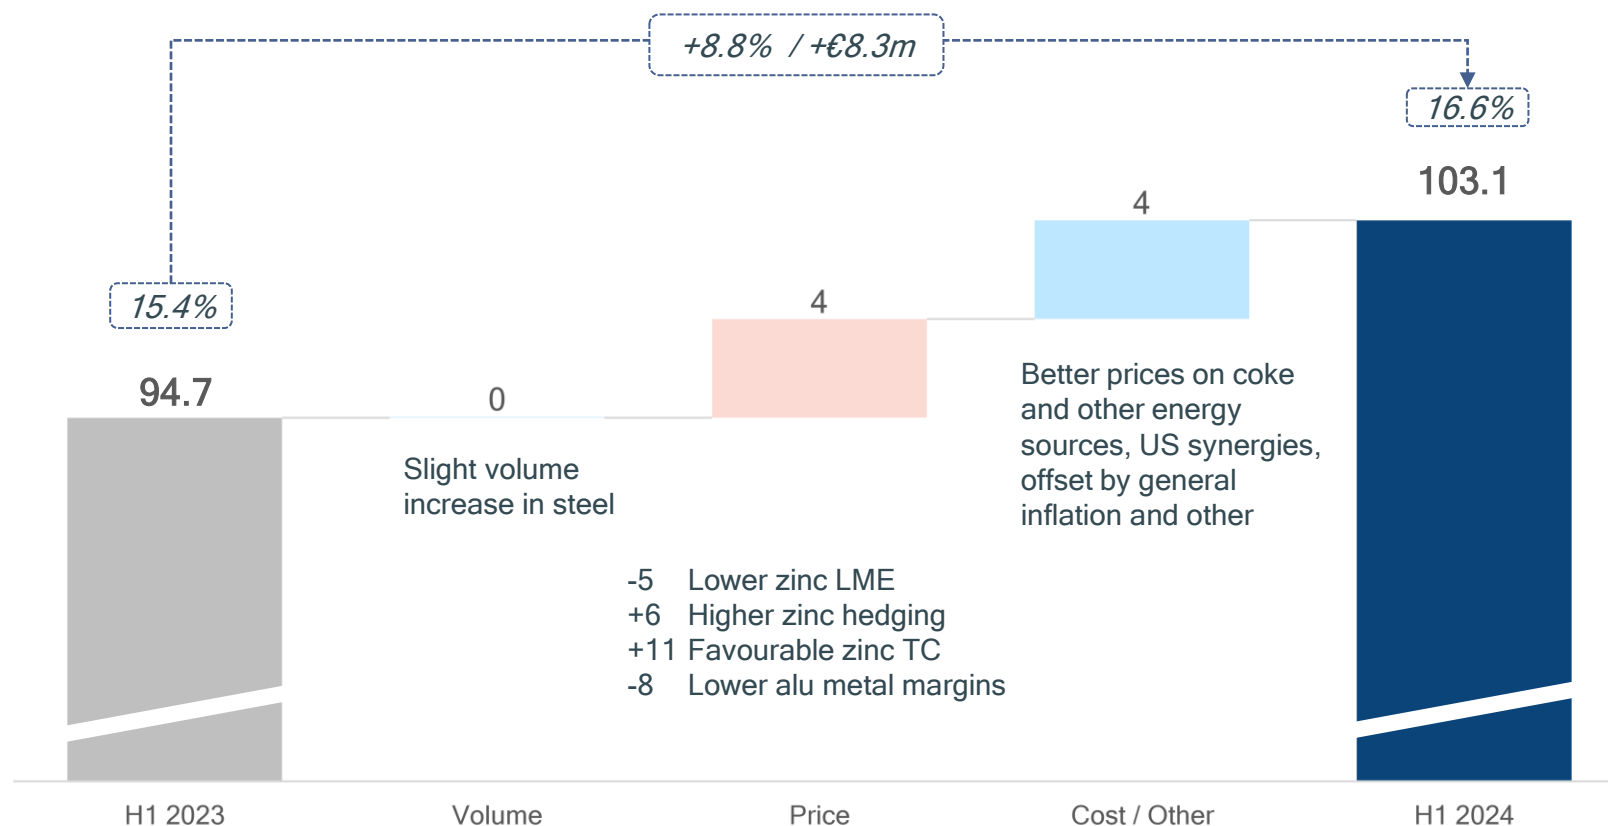 +8.8% / +€8.3m
16.6%
103.1
4
15.4%
4
94.7
0
Better prices on coke
and other energy
sources, US synergies,
offset by general
inflation and other
Slight volume
increase in steel
-5 Lower zinc LME
+6 Higher zinc hedging
+11 Favourable zinc TC
-8 Lower alu metal margins
H1 2023
Volume
Price
Cost / Other
H1 2024